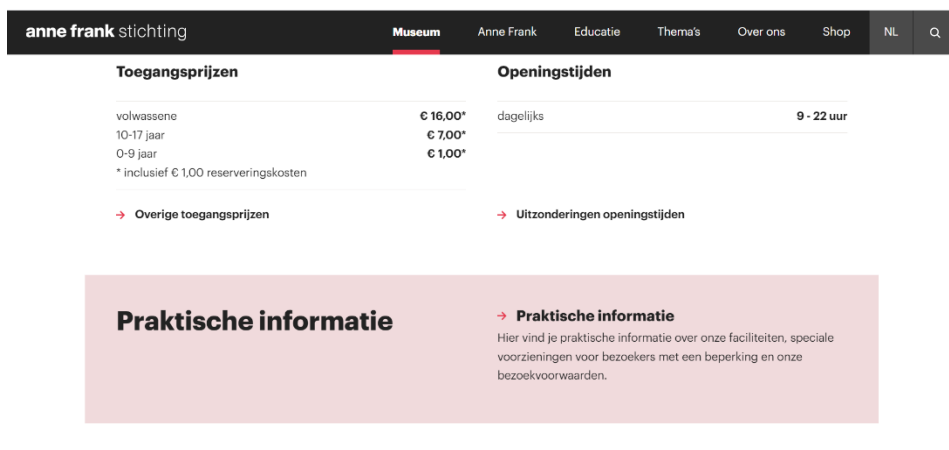 anne frank stichting
Museum Anne Frank Educatie Thema's Over ons Shop NL
Toegangsprijzen
volwassene € 16,00*
10-17 jaar € 7,00*
0-9 jaar € 1,00*
* inclusief € 1,00 reserveringskosten
→ Overige toegangsprijzen
Openingstijden
dagelijks 9 - 22 uur
→ Uitzonderingen openingstijden
Praktische informatie
→ Praktische informatie
Hier vind je praktische informatie over onze faciliteiten, speciale
voorzieningen voor bezoekers met een beperking en onze
bezoekvoorwaarden.